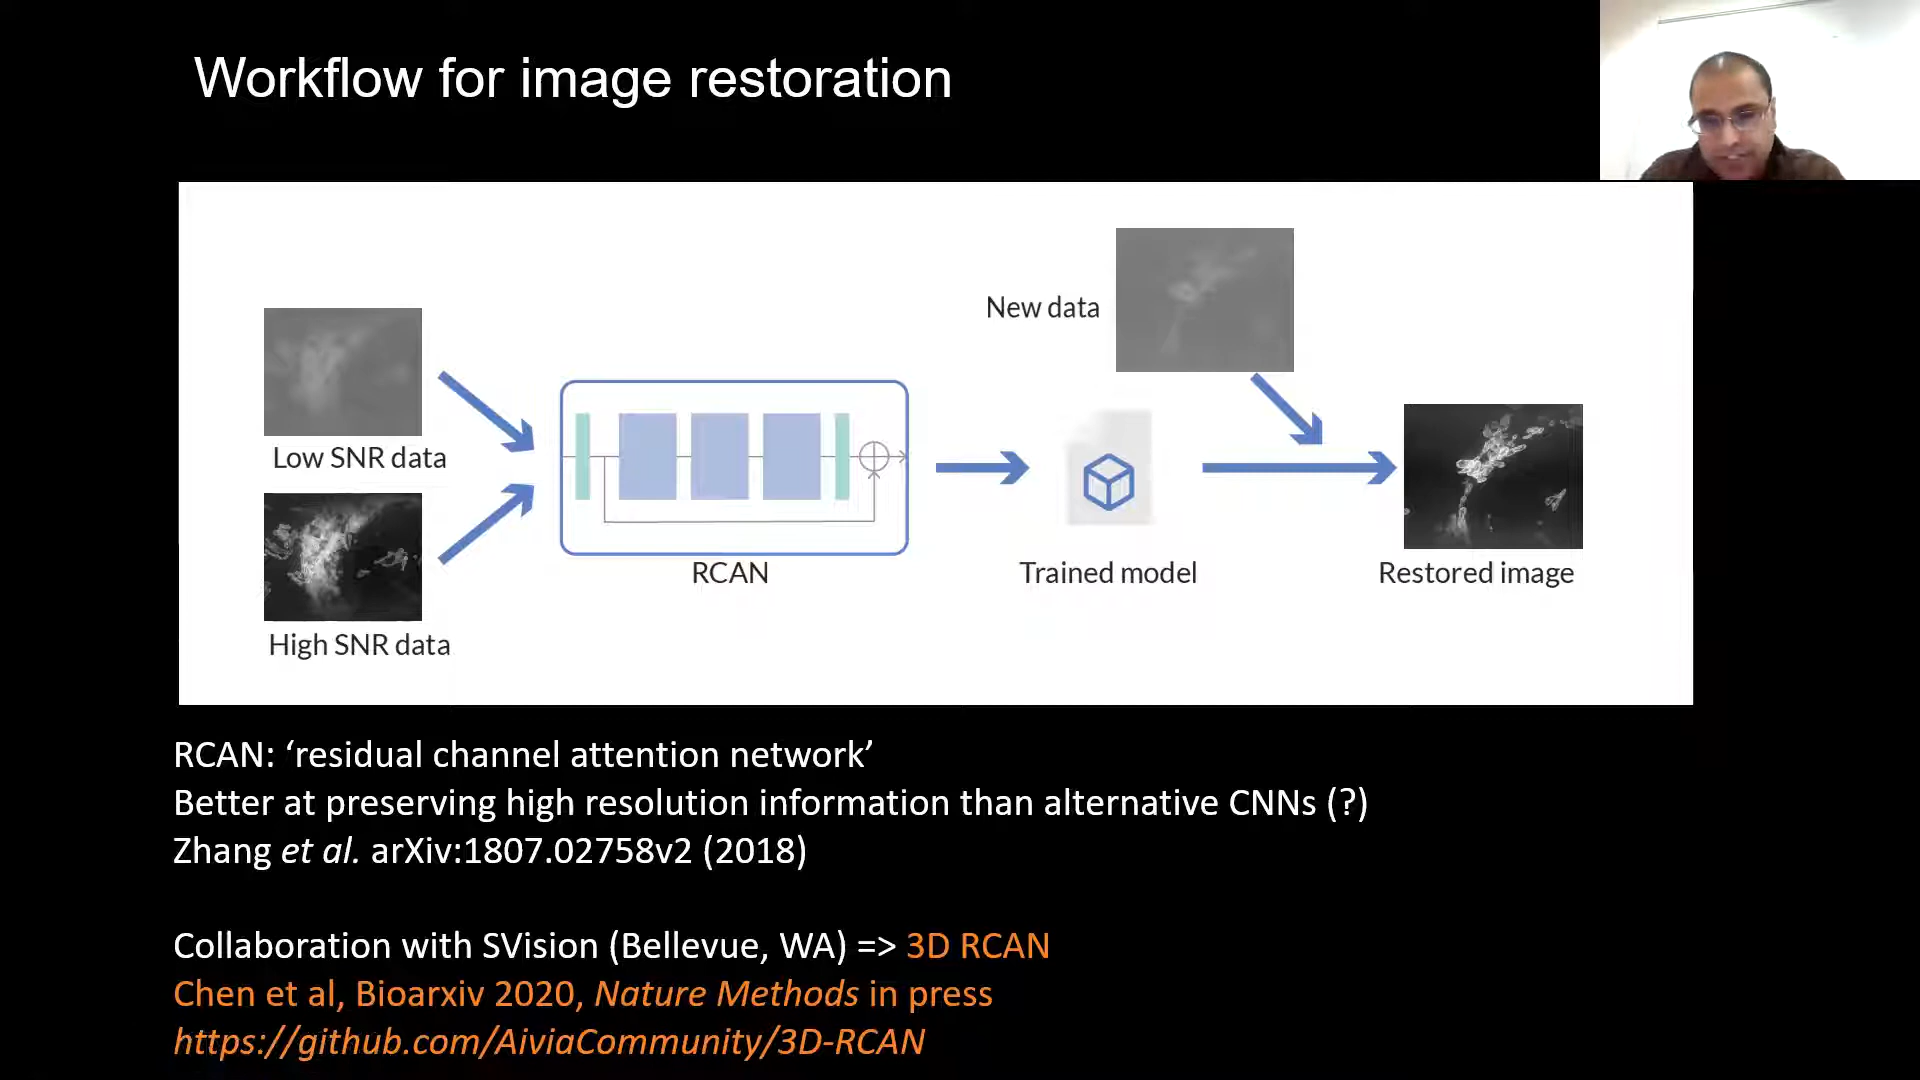 Workflow for image restoration
New data
Low SNR data
RCAN
Trained model
Restored image
High SNR data
RCAN: ‘residual channel attention network’
Better at preserving high resolution information than alternative CNNs (?)
Zhang et al. arXiv:1807.02758v2 (2018)
Collaboration with SVision (Bellevue, WA) => 3D RCAN
Chen et al, Bioarxiv 2020, Nature Methods in press
https://github.com/AiviaCommunity/3D-RCAN